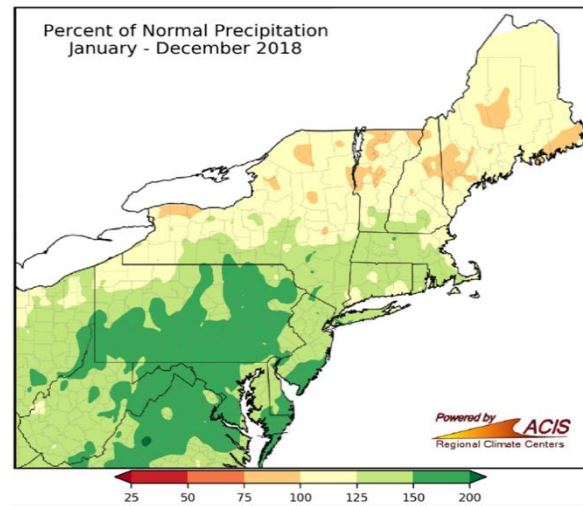 Percent of Normal Precipitation
January - December 2018
Powered by
ACIS
Regional Climate Centers
25 50 75 100 125 150 200